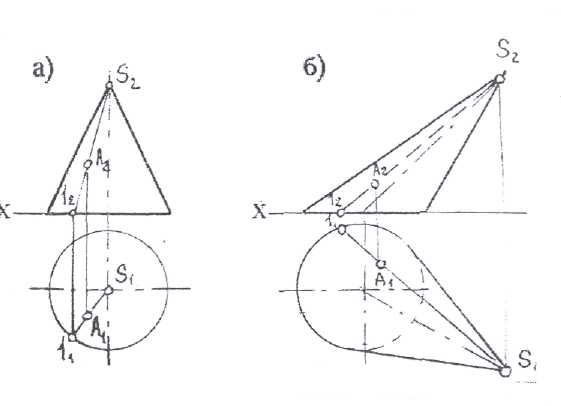 а) S₂
A₂
X 1₂
S₁
A₁
1₁
б) S₂
A₂
1₂
X
1₁
A₁
S₁